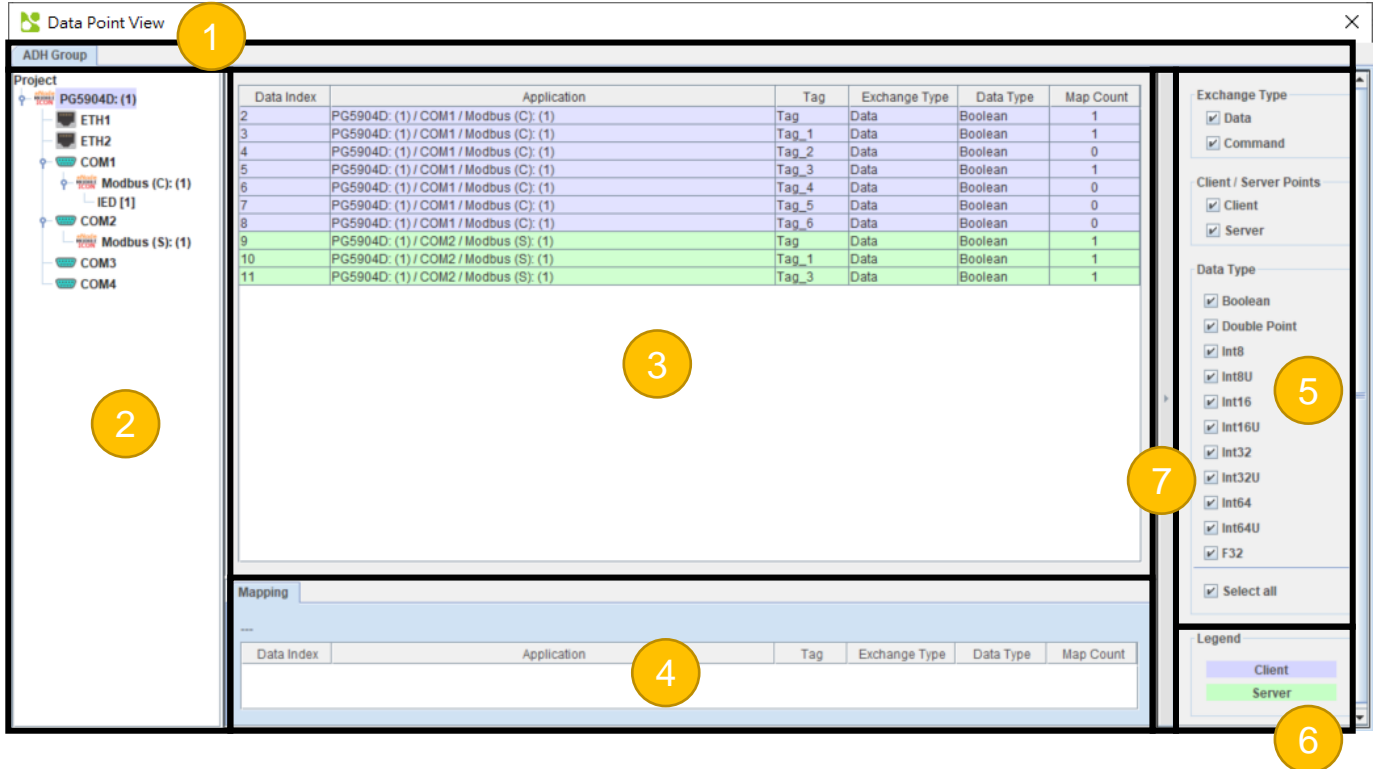 Data Point View
1
ADH Group
Project
PG5904D: (1)
ETH1
ETH2
COM1
Modbus (C): (1)
IED [1]
COM2
Modbus (S): (1)
COM3
COM4
2
Data Index Application Tag Exchange Type Data Type Map Count
2 PG5904D: (1) / COM1 / Modbus (C): (1) Tag Data Boolean 1
3 PG5904D: (1) / COM1 / Modbus (C): (1) Tag_1 Data Boolean 1
4 PG5904D: (1) / COM1 / Modbus (C): (1) Tag_2 Data Boolean 0
5 PG5904D: (1) / COM1 / Modbus (C): (1) Tag_3 Data Boolean 1
6 PG5904D: (1) / COM1 / Modbus (C): (1) Tag_4 Data Boolean 0
7 PG5904D: (1) / COM1 / Modbus (C): (1) Tag_5 Data Boolean 0
8 PG5904D: (1) / COM1 / Modbus (C): (1) Tag_6 Data Boolean 0
9 PG5904D: (1) / COM2 / Modbus (S): (1) Tag Data Boolean 1
10 PG5904D: (1) / COM2 / Modbus (S): (1) Tag_1 Data Boolean 1
11 PG5904D: (1) / COM2 / Modbus (S): (1) Tag_3 Data Boolean 1
3
Mapping
---
Data Index Application Tag Exchange Type Data Type Map Count
4
7
Exchange Type
Data
Command
Client / Server Points
Client
Server
Data Type
Boolean
Double Point
Int8
Int8U
Int16
Int16U
Int32
Int32U
Int64
Int64U
F32
Select all
5
Legend
Client
Server
6